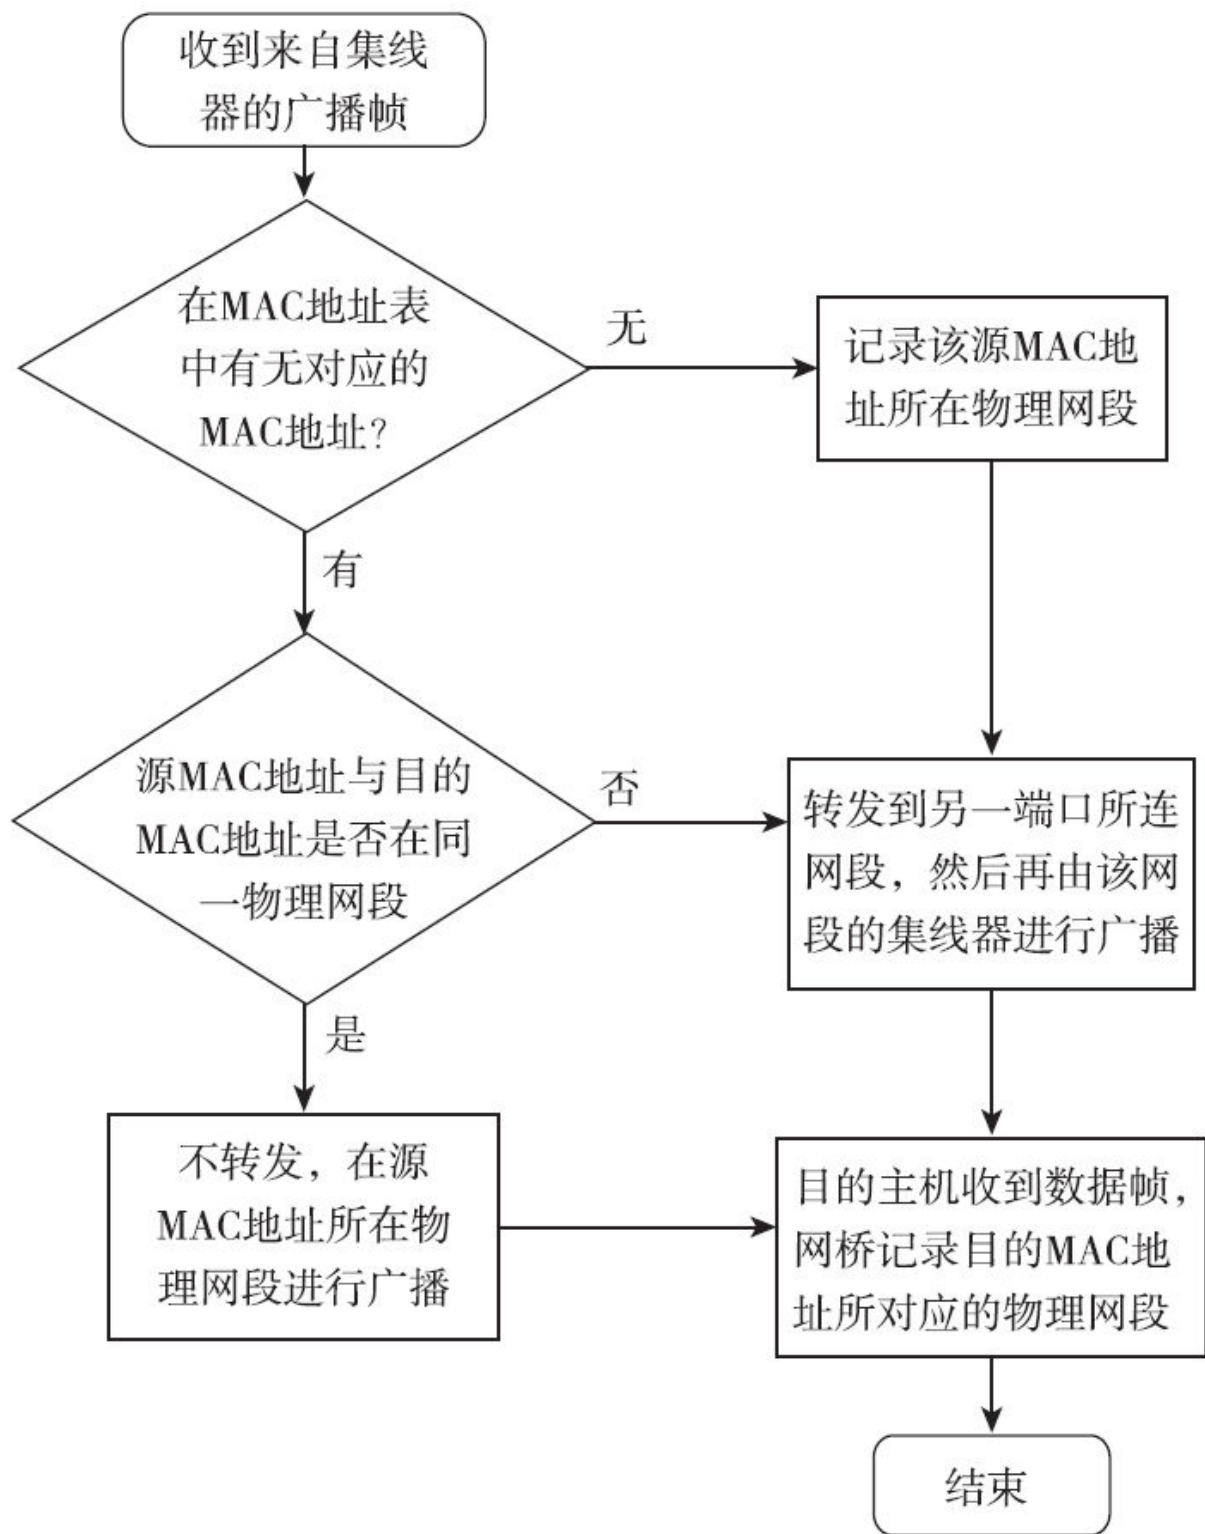 收到来自集线
器的广播帧
在MAC地址表
中有无对应的
MAC地址?
无
记录该源MAC地
址所在物理网段
有
源MAC地址与目的
MAC地址是否在同
一物理网段
否
转发到另一端口所连
网段，然后再由该网
段的集线器进行广播
是
不转发，在源
MAC地址所在物
理网段进行广播
目的主机收到数据帧，
网桥记录目的MAC地
址所对应的物理网段
结束